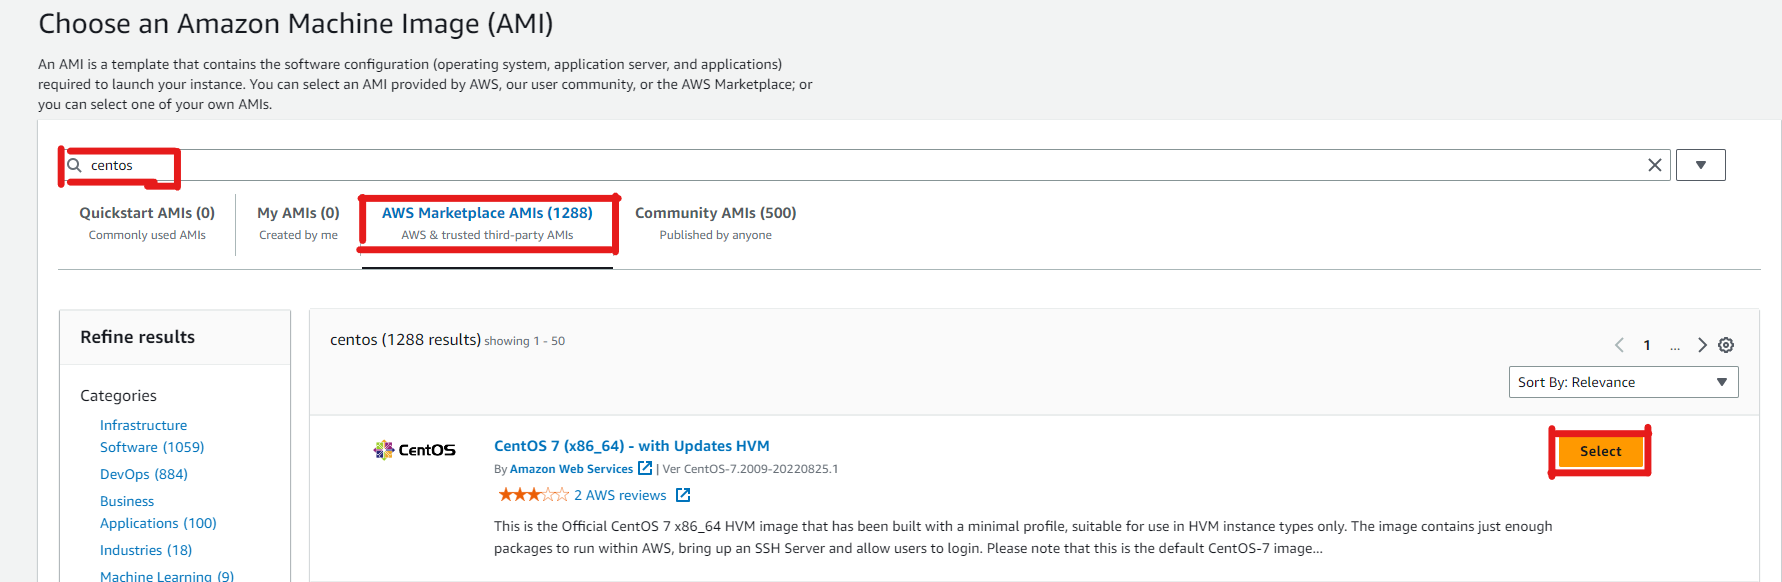 Choose an Amazon Machine Image (AMI)
An AMI is a template that contains the software configuration (operating system, application server, and applications)
required to launch your instance. You can select an AMI provided by AWS, our user community, or the AWS Marketplace; or
you can select one of your own AMIs.
centos
Quickstart AMIs (0)
Commonly used AMIs
My AMIs (0)
Created by me
AWS Marketplace AMIs (1288)
AWS & trusted third-party AMIs
Community AMIs (500)
Published by anyone
Refine results
Categories
Infrastructure
Software (1059)
DevOps (884)
Business
Applications (100)
Industries (18)
Machine Learning (9)
centos (1288 results) showing 1 - 50
1 ...
Sort By: Relevance
CentOS
CentOS 7 (x86_64) - with Updates HVM
By Amazon Web Services | Ver CentOS-7.2009-20220825.1
2 AWS reviews
This is the Official CentOS 7 x86_64 HVM image that has been built with a minimal profile, suitable for use in HVM instance types only. The image contains just enough
packages to run within AWS, bring up an SSH Server and allow users to login. Please note that this is the default CentOS-7 image...
Select